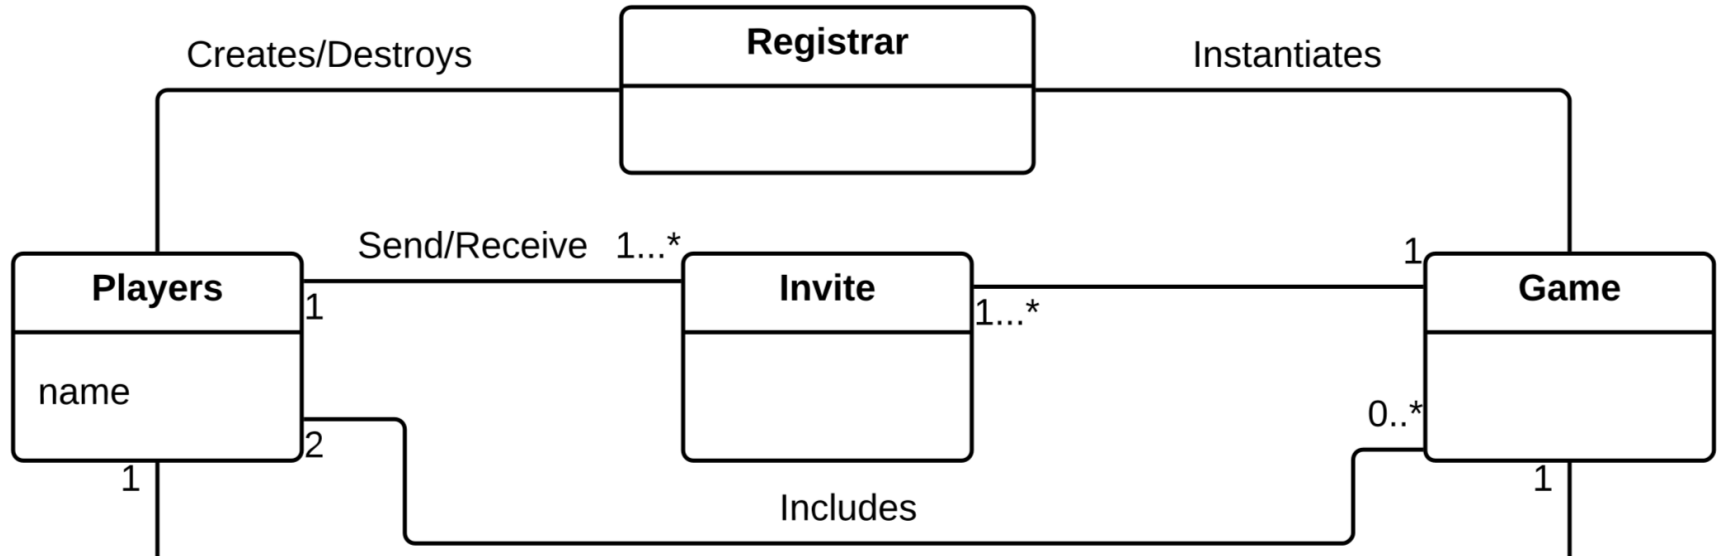 Registrar
Creates/Destroys
Instantiates
Send/Receive
1...*
1
Players
1
Invite
1...*
Game
name
0..*
2
1
1
Includes